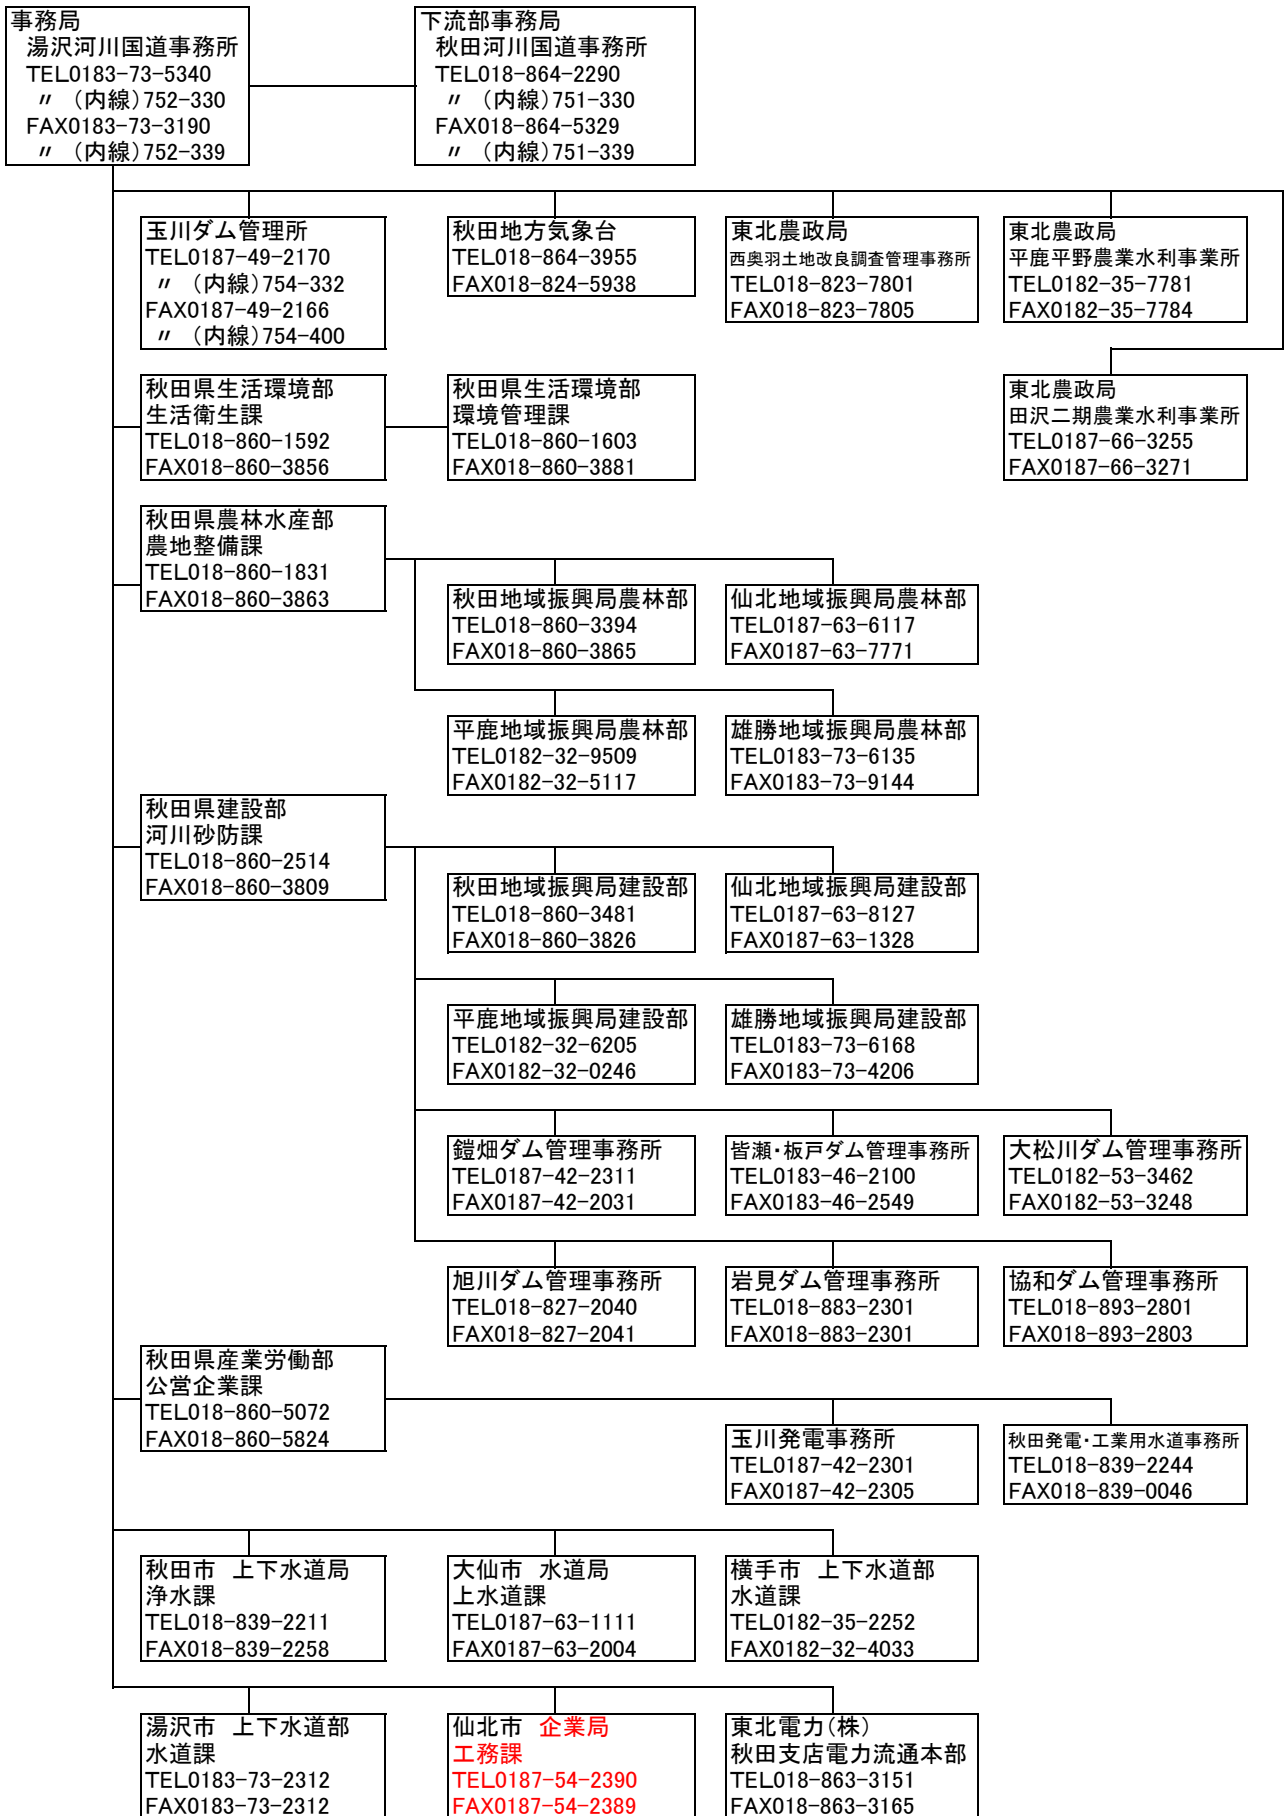 事務局
湯沢河川国道事務所
TEL0183-73-5340
〃 (内線)752-330
FAX0183-73-3190
〃 (内線)752-339
下流部事務局
秋田河川国道事務所
TEL018-864-2290
〃 (内線)751-330
FAX018-864-5329
〃 (内線)751-339
玉川ダム管理所
TEL0187-49-2170
〃 (内線)754-332
FAX0187-49-2166
〃 (内線)754-400
秋田地方気象台
TEL018-864-3955
FAX018-824-5938
東北農政局
西奥羽土地改良調査管理事務所
TEL018-823-7801
FAX018-823-7805
東北農政局
平鹿平野農業水利事業所
TEL0182-35-7781
FAX0182-35-7784
秋田県生活環境部
生活衛生課
TEL018-860-1592
FAX018-860-3856
秋田県生活環境部
環境管理課
TEL018-860-1603
FAX018-860-3881
東北農政局
田沢二期農業水利事業所
TEL0187-66-3255
FAX0187-66-3271
秋田県農林水産部
農地整備課
TEL018-860-1831
FAX018-860-3863
秋田地域振興局農林部
TEL018-860-3394
FAX018-860-3865
仙北地域振興局農林部
TEL0187-63-6117
FAX0187-63-7771
平鹿地域振興局農林部
TEL0182-32-9509
FAX0182-32-5117
雄勝地域振興局農林部
TEL0183-73-6135
FAX0183-73-9144
秋田県建設部
河川砂防課
TEL018-860-2514
FAX018-860-3809
秋田地域振興局建設部
TEL018-860-3481
FAX018-860-3826
仙北地域振興局建設部
TEL0187-63-8127
FAX0187-63-1328
平鹿地域振興局建設部
TEL0182-32-6205
FAX0182-32-0246
雄勝地域振興局建設部
TEL0183-73-6168
FAX0183-73-4206
鎧畑ダム管理事務所
TEL0187-42-2311
FAX0187-42-2031
皆瀬・板戸ダム管理事務所
TEL0183-46-2100
FAX0183-46-2549
大松川ダム管理事務所
TEL0182-53-3462
FAX0182-53-3248
旭川ダム管理事務所
TEL018-827-2040
FAX018-827-2041
岩見ダム管理事務所
TEL018-883-2301
FAX018-883-2301
協和ダム管理事務所
TEL018-893-2801
FAX018-893-2803
秋田県産業労働部
公営企業課
TEL018-860-5072
FAX018-860-5824
玉川発電事務所
TEL0187-42-2301
FAX0187-42-2305
秋田発電・工業用水道事務所
TEL018-839-2244
FAX018-839-0046
秋田市 上下水道局
浄水課
TEL018-839-2211
FAX018-839-2258
大仙市 水道局
上水道課
TEL0187-63-1111
FAX0187-63-2004
横手市 上下水道部
水道課
TEL0182-35-2252
FAX0182-32-4033
湯沢市 上下水道部
水道課
TEL0183-73-2312
FAX0183-73-2312
仙北市 企業局
工務課
TEL0187-54-2390
FAX0187-54-2389
東北電力(株)
秋田支店電力流通本部
TEL018-863-3151
FAX018-863-3165